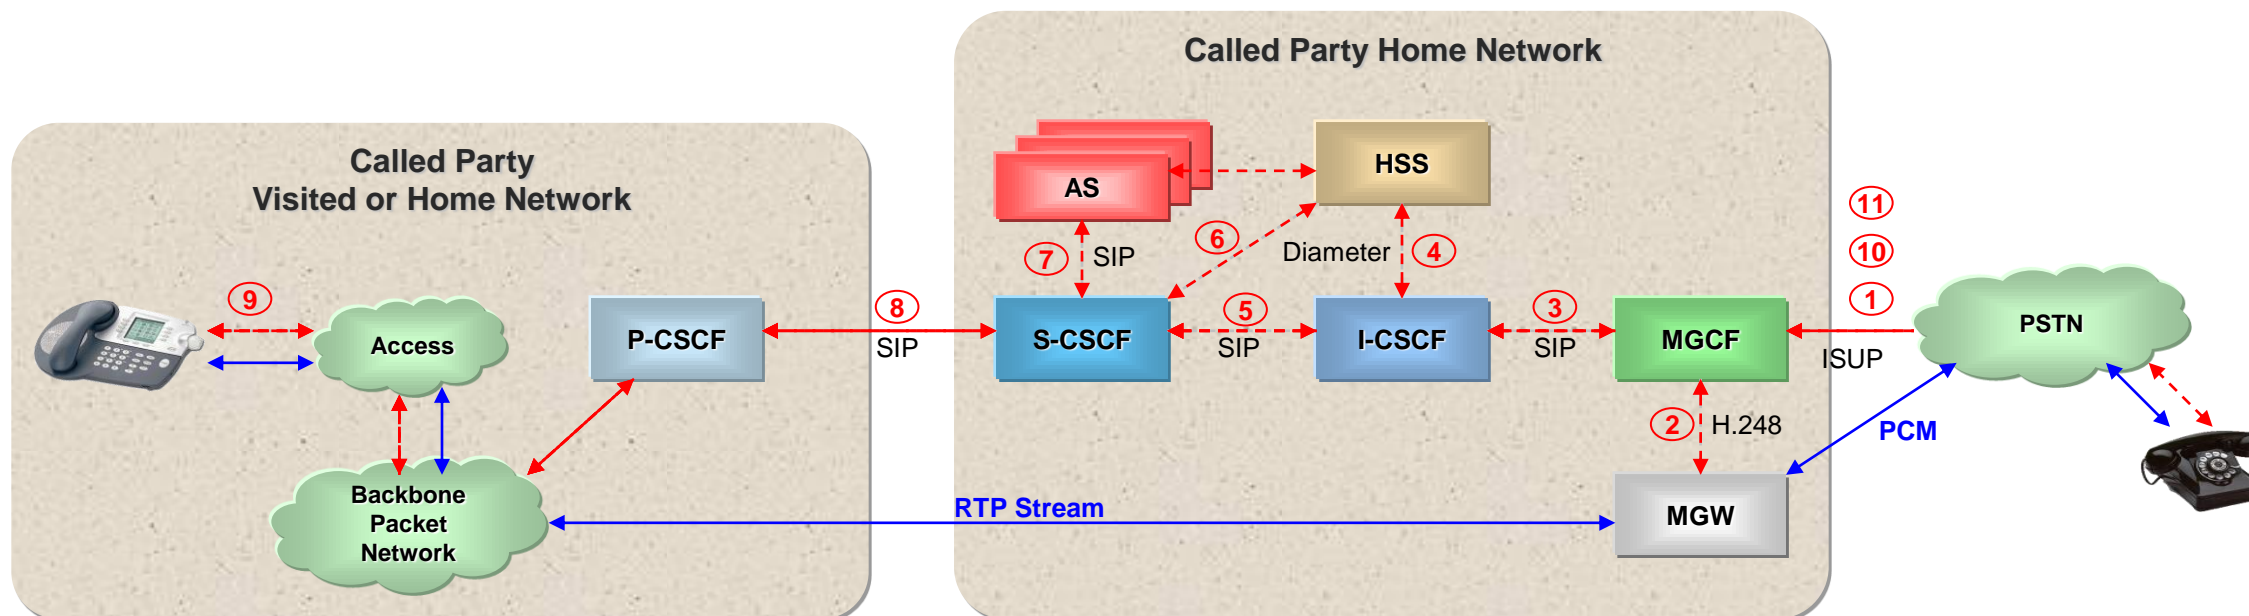 Called Party Home Network
Called Party
Visited or Home Network
AS
HSS
11
6
10
7
SIP
Diameter
4
9
8
5
3
1
Access
P-CSCF
SIP
S-CSCF
SIP
I-CSCF
SIP
MGCF
ISUP
PSTN
2
H.248
PCM
Backbone
Packet
Network
RTP Stream
MGW